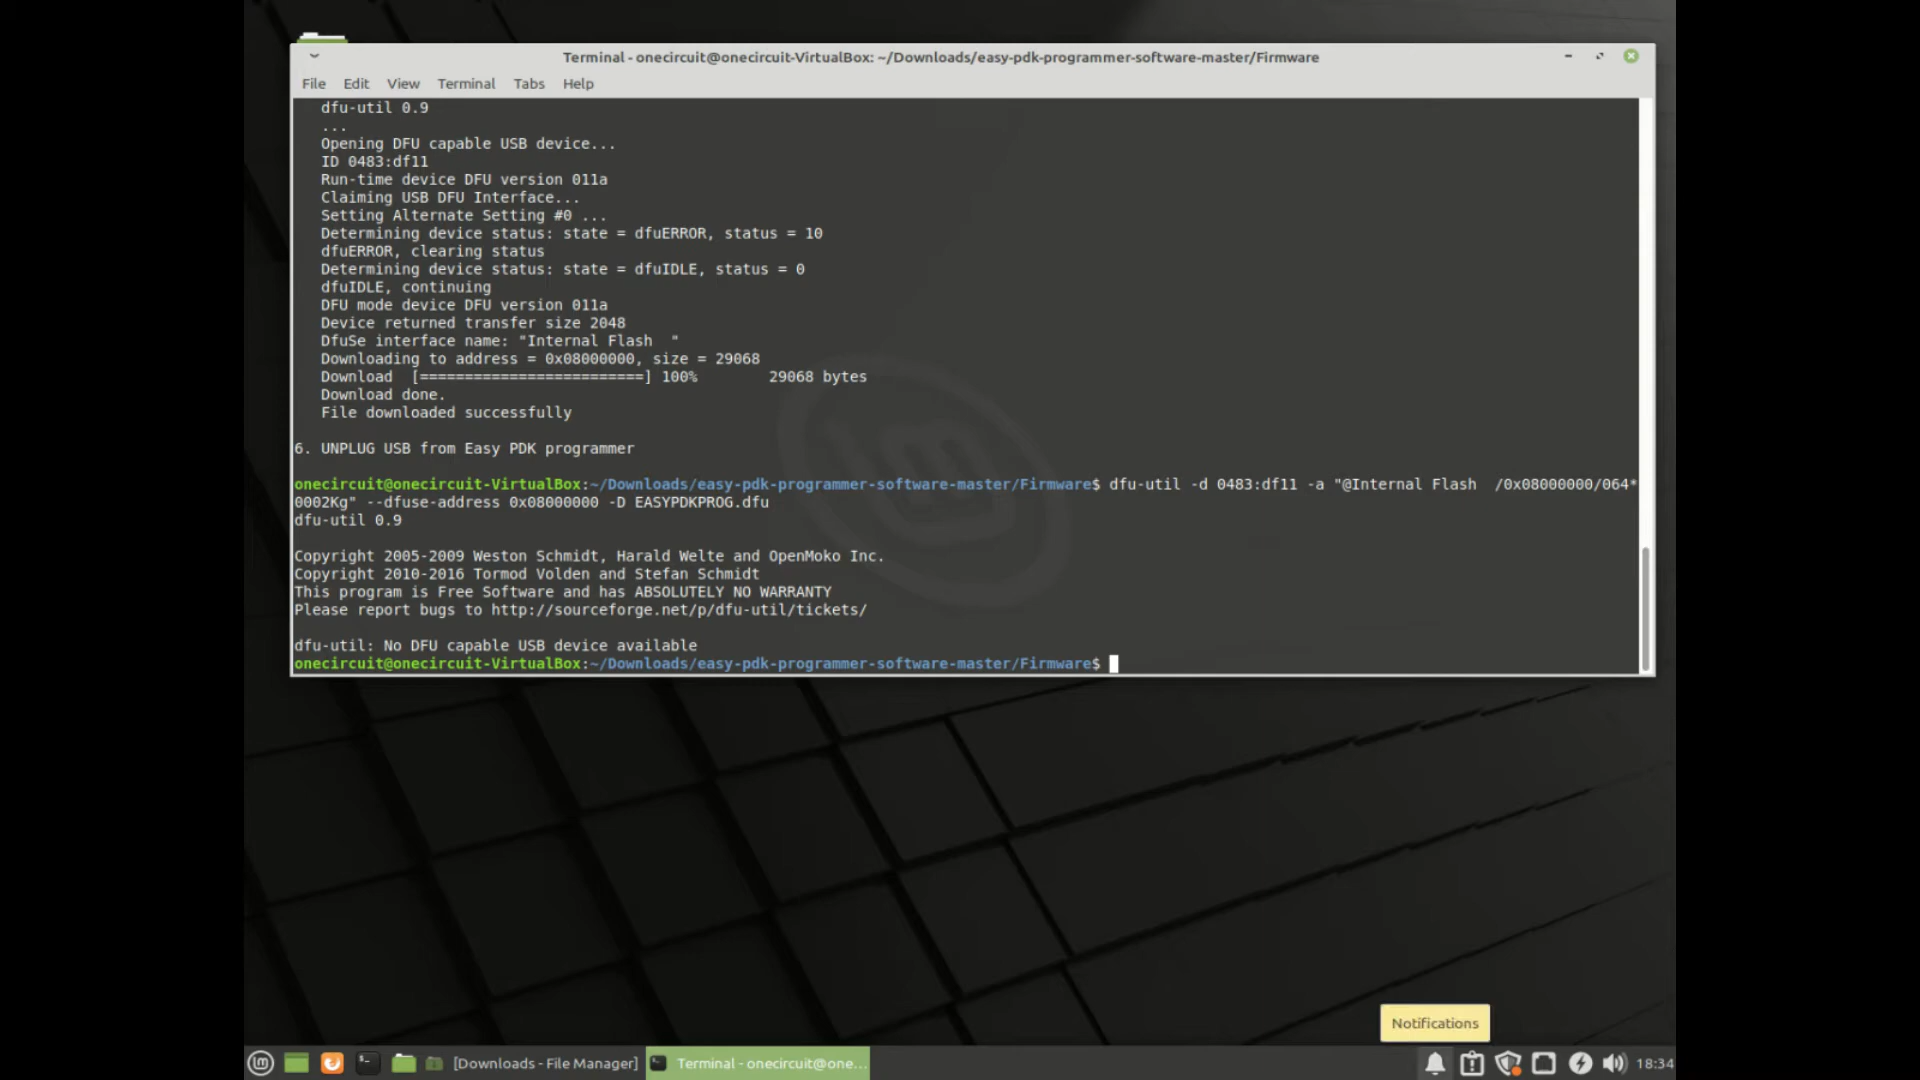 Terminal - onecircuit@onecircuit-VirtualBox: ~/Downloads/easy-pdk-programmer-software-master/Firmware
File Edit View Terminal Tabs Help
dfu-util 0.9
...
Opening DFU capable USB device...
ID 0483:df11
Run-time device DFU version 011a
Claiming USB DFU Interface...
Setting Alternate Setting #0 ...
Determining device status: state = dfuERROR, status = 10
dfuERROR, clearing status
Determining device status: state = dfuIDLE, status = 0
dfuIDLE, continuing
DFU mode device DFU version 011a
Device returned transfer size 2048
DfuSe interface name: "Internal Flash  "
Downloading to address = 0x08000000, size = 29068
Download  [=========================] 100%        29068 bytes
Download done.
File downloaded successfully
6. UNPLUG USB from Easy PDK programmer
onecircuit@onecircuit-VirtualBox:~/Downloads/easy-pdk-programmer-software-master/Firmware$ dfu-util -d 0483:df11 -a "@Internal Flash  /0x08000000/064*
0002Kg" --dfuse-address 0x08000000 -D EASYPDKPROG.dfu
dfu-util 0.9
Copyright 2005-2009 Weston Schmidt, Harald Welte and OpenMoko Inc.
Copyright 2010-2016 Tormod Volden and Stefan Schmidt
This program is Free Software and has ABSOLUTELY NO WARRANTY
Please report bugs to http://sourceforge.net/p/dfu-util/tickets/
dfu-util: No DFU capable USB device available
onecircuit@onecircuit-VirtualBox:~/Downloads/easy-pdk-programmer-software-master/Firmware$
Notifications
[Downloads - File Manager]
Terminal - onecircuit@one...
18:34